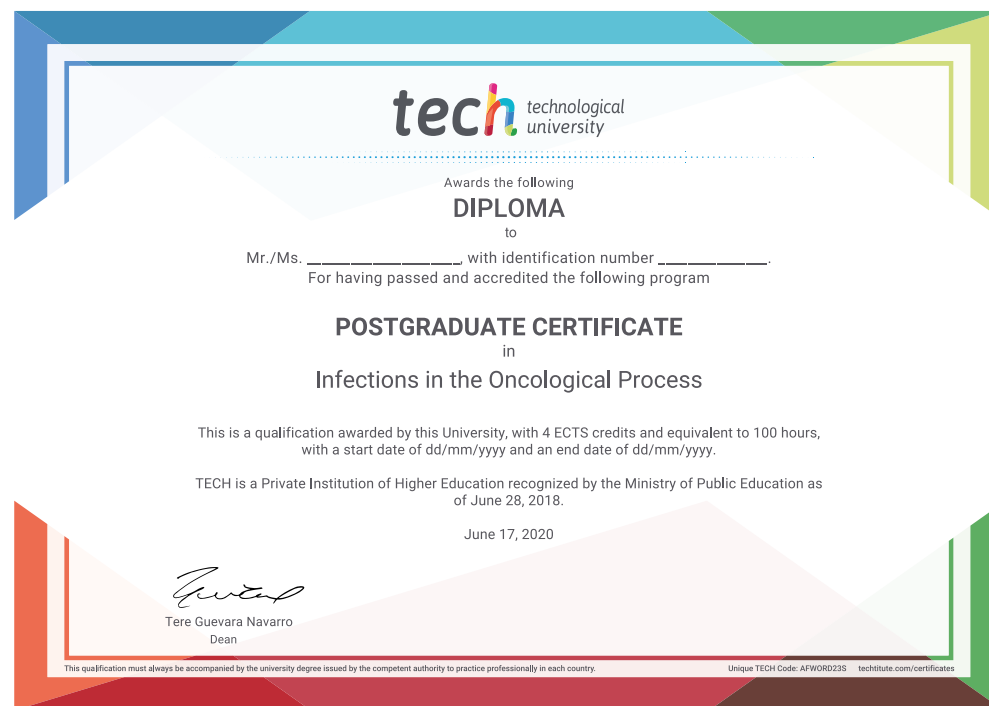 tech technological
university
Awards the following
DIPLOMA
to
Mr./Ms. ____________________, with identification number ______________.
For having passed and accredited the following program
POSTGRADUATE CERTIFICATE
in
Infections in the Oncological Process
This is a qualification awarded by this University, with 4 ECTS credits and equivalent to 100 hours,
with a start date of dd/mm/yyyy and an end date of dd/mm/yyyy.
TECH is a Private Institution of Higher Education recognized by the Ministry of Public Education as
of June 28, 2018.
June 17, 2020
Tere Guevara Navarro
Dean
This qualification must always be accompanied by the university degree issued by the competent authority to practice professionally in each country.
Unique TECH Code: AFWORD23S techtitute.com/certificates